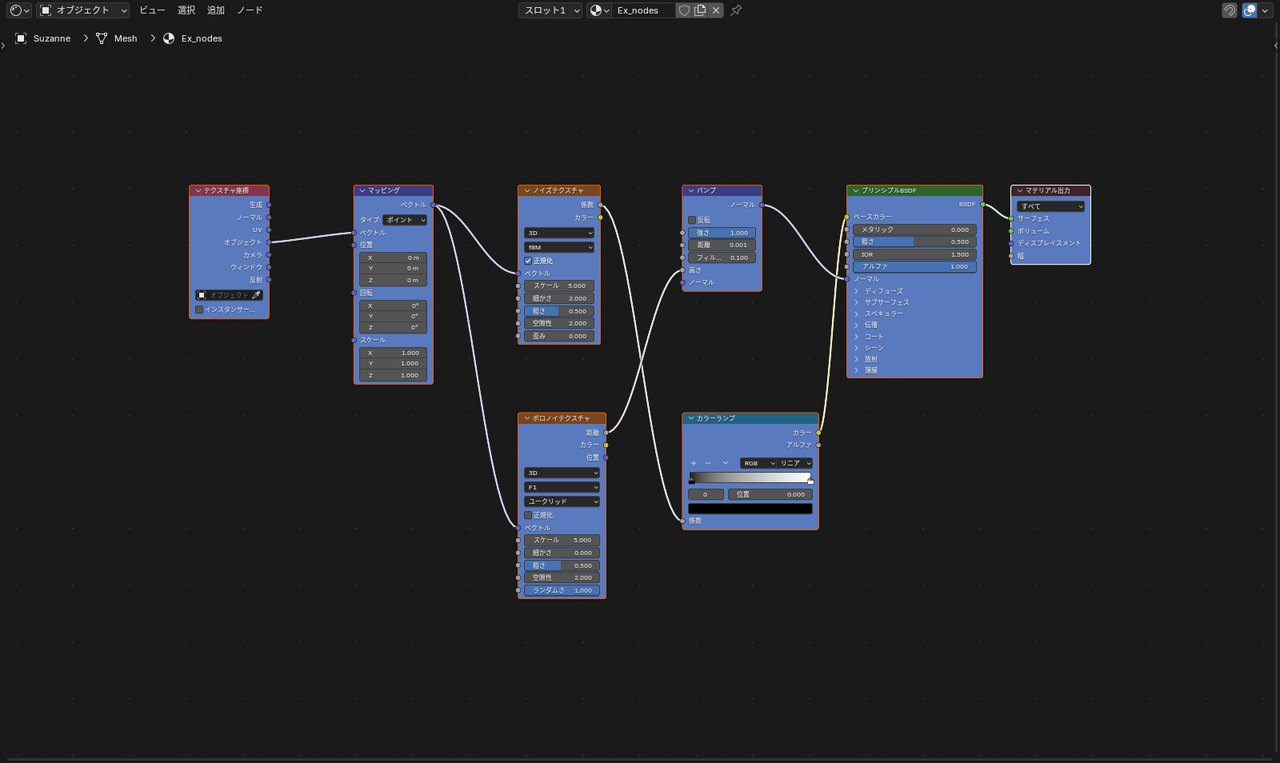 オブジェクト ビュー 選択 追加 ノード スロット1 Ex_nodes
Suzanne Mesh Ex_nodes
テクスチャ座標
生成
ノーマル
UV
オブジェクト
カメラ
ウィンドウ
反射
オブジェクト
インスタンサー...
マッピング
ベクトル
タイプ: ポイント
ベクトル
位置
X 0 m
Y 0 m
Z 0 m
回転
X 0°
Y 0°
Z 0°
スケール
X 1.000
Y 1.000
Z 1.000
ノイズテクスチャ
係数
カラー
3D
fBM
正規化
ベクトル
スケール 5.000
細かさ 2.000
粗さ 0.500
空隙性 2.000
歪み 0.000
ボロノイテクスチャ
距離
カラー
位置
3D
F1
ユークリッド
正規化
ベクトル
スケール 5.000
細かさ 0.000
粗さ 0.500
空隙性 2.000
ランダムさ 1.000
バンプ
ノーマル
反転
強さ 1.000
距離 0.001
フィル... 0.100
高さ
ノーマル
カラーランプ
カラー
アルファ
RGB リニア
0 位置 0.000
係数
プリンシプルBSDF
BSDF
ベースカラー
メタリック 0.000
粗さ 0.500
IOR 1.500
アルファ 1.000
ノーマル
ディフューズ
サブサーフェス
スペキュラー
伝播
コート
シーン
放射
薄膜
マテリアル出力
すべて
サーフェス
ボリューム
ディスプレイスメント
幅